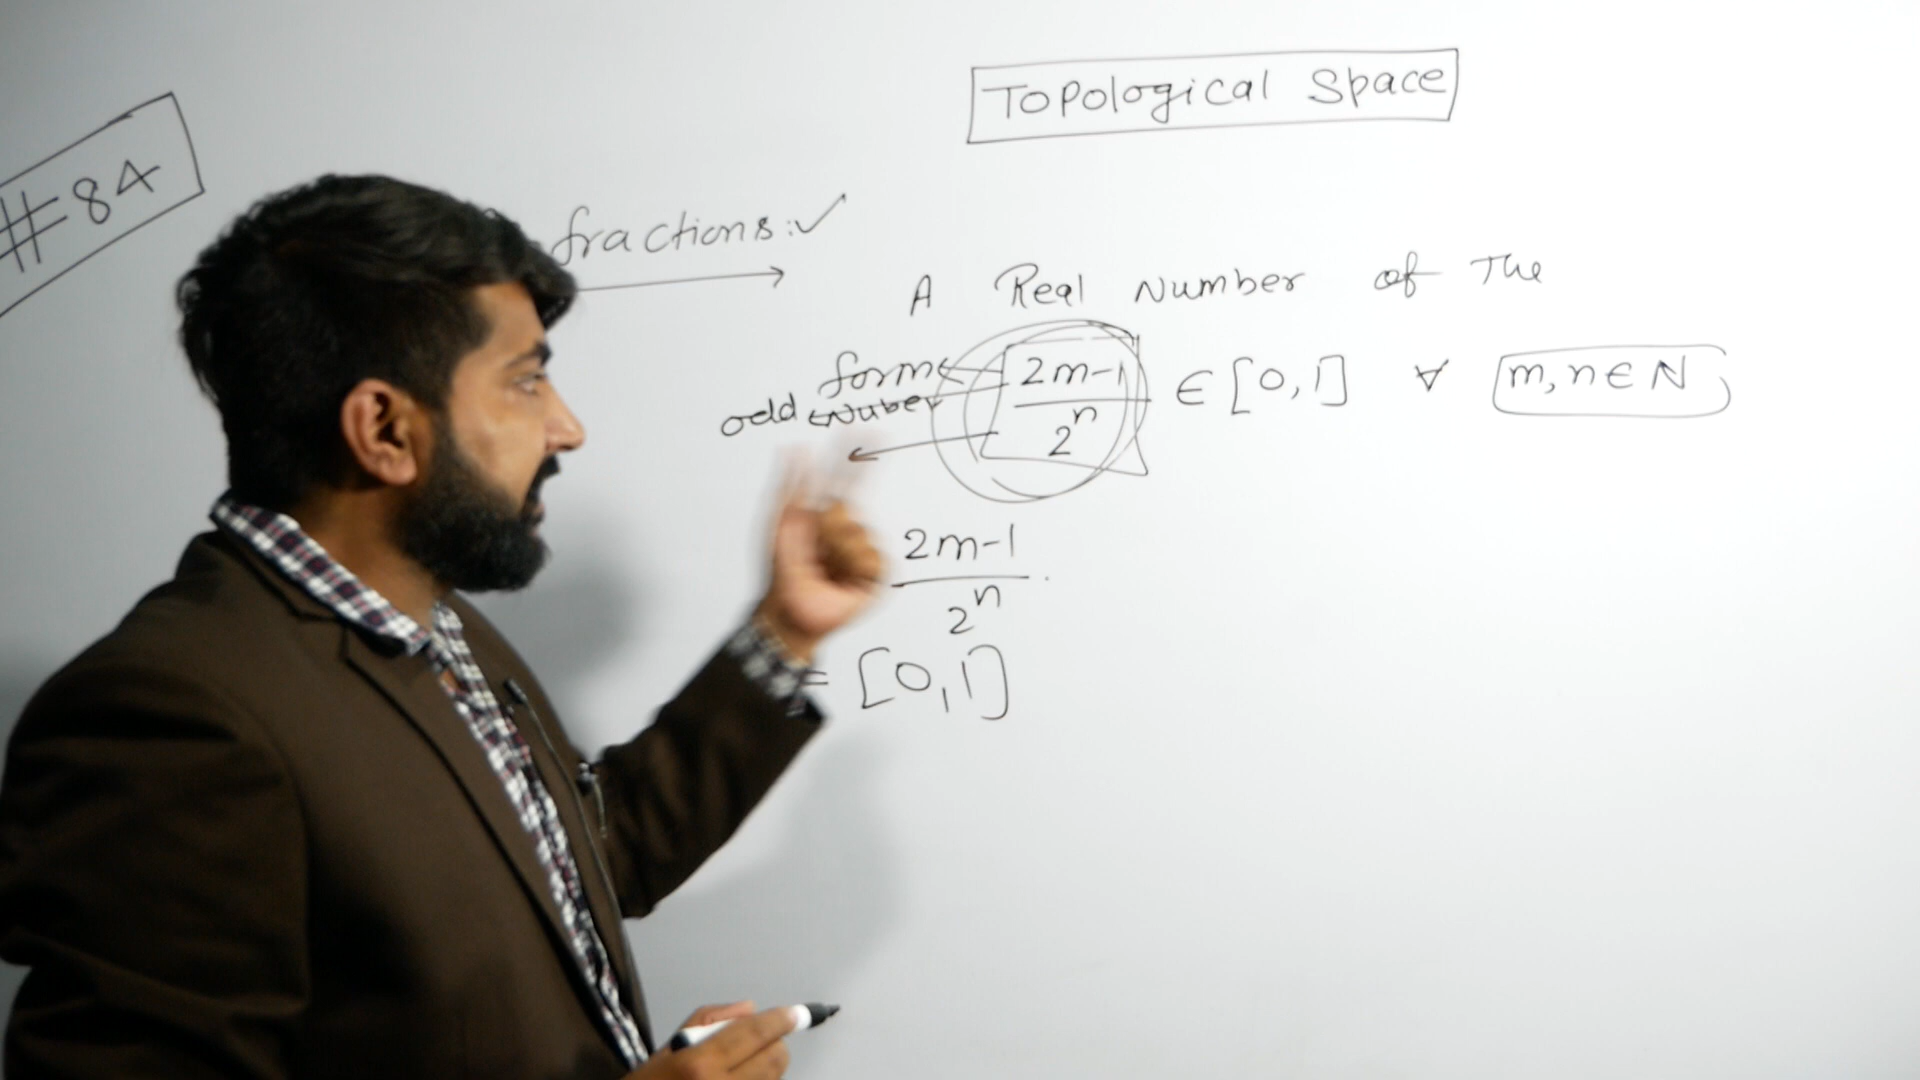 Topological Space
#84
fractions:✓
A Real Number of The
form 2m-1/2^n ∈ [0,1] ∀ m,n ∈ N
odd Nuber
2m-1/2^n .
= [0,1]